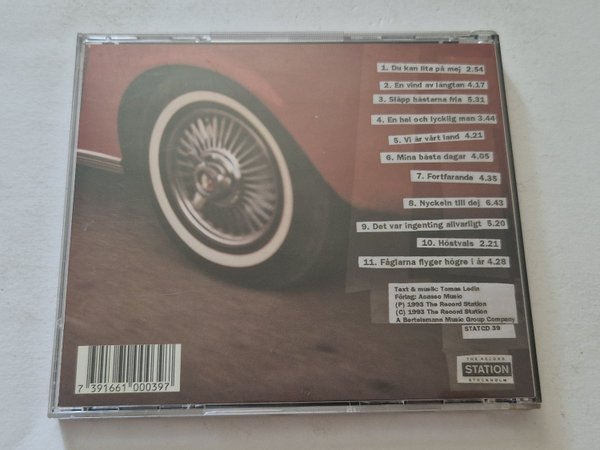 1. Du kan lita på mej 2.54
2. En vind av längtan 4.17
3. Släpp hästarna fria 5.31
4. En hel och lycklig man 3.44
5. Vi är vårt land 4.21
6. Mina bästa dagar 4.05
7. Fortfarande 4.35
8. Nyckeln till dej 6.43
9. Det var ingenting allvarligt 5.20
10. Höstvals 2.21
11. Fåglarna flyger högre i år 4.28
Text & musik: Tomas Ledin
Förlag: Acasso Music
(P) 1993 The Record Station
(C) 1993 The Record Station
A Bertelsmann Music Group Company
STATCD 39
THE RECORD
STATION
STOCKHOLM
7 391661 000397